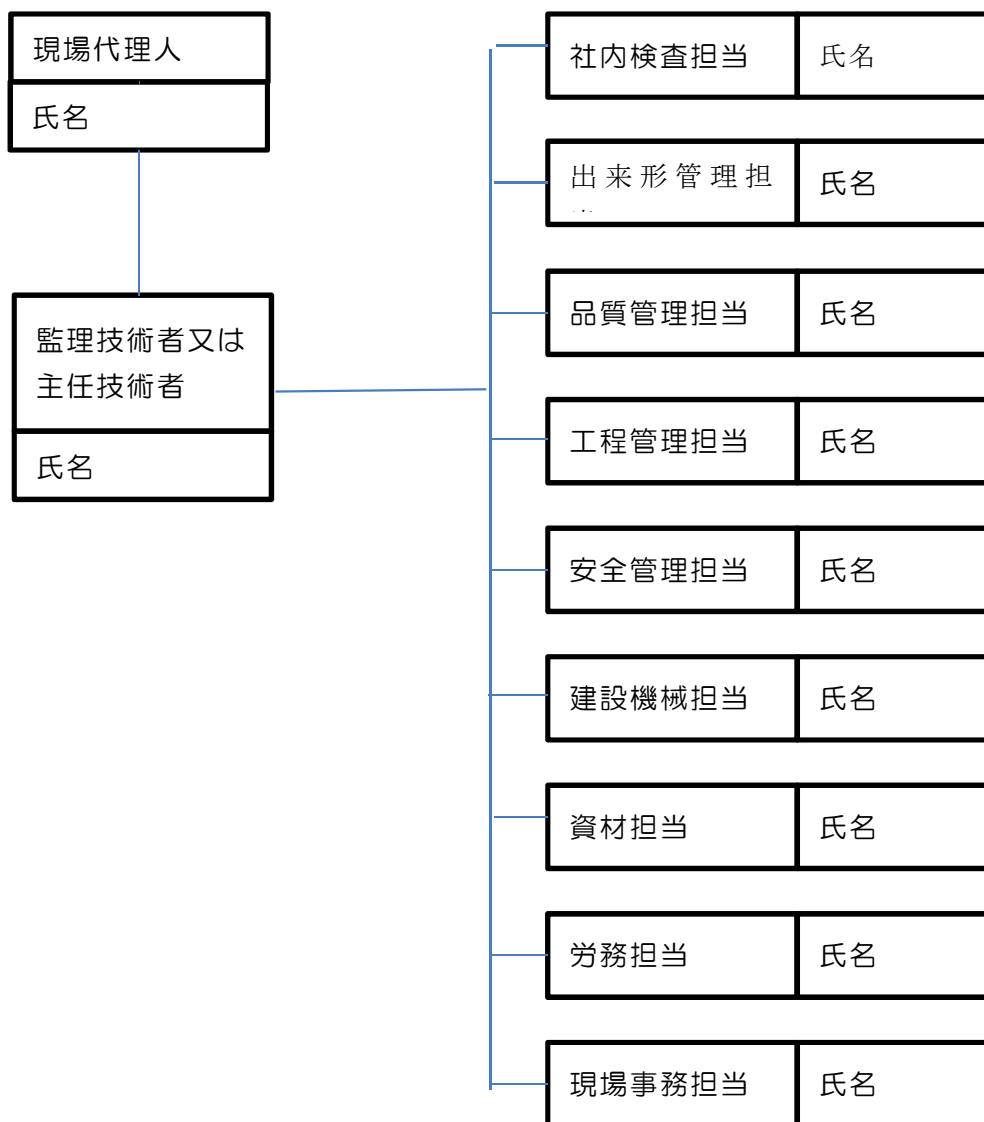 現場代理人
氏名
監理技術者又は
主任技術者
氏名
社内検査担当 氏名
出来形管理担 氏名
品質管理担当 氏名
工程管理担当 氏名
安全管理担当 氏名
建設機械担当 氏名
資材担当 氏名
労務担当 氏名
現場事務担当 氏名